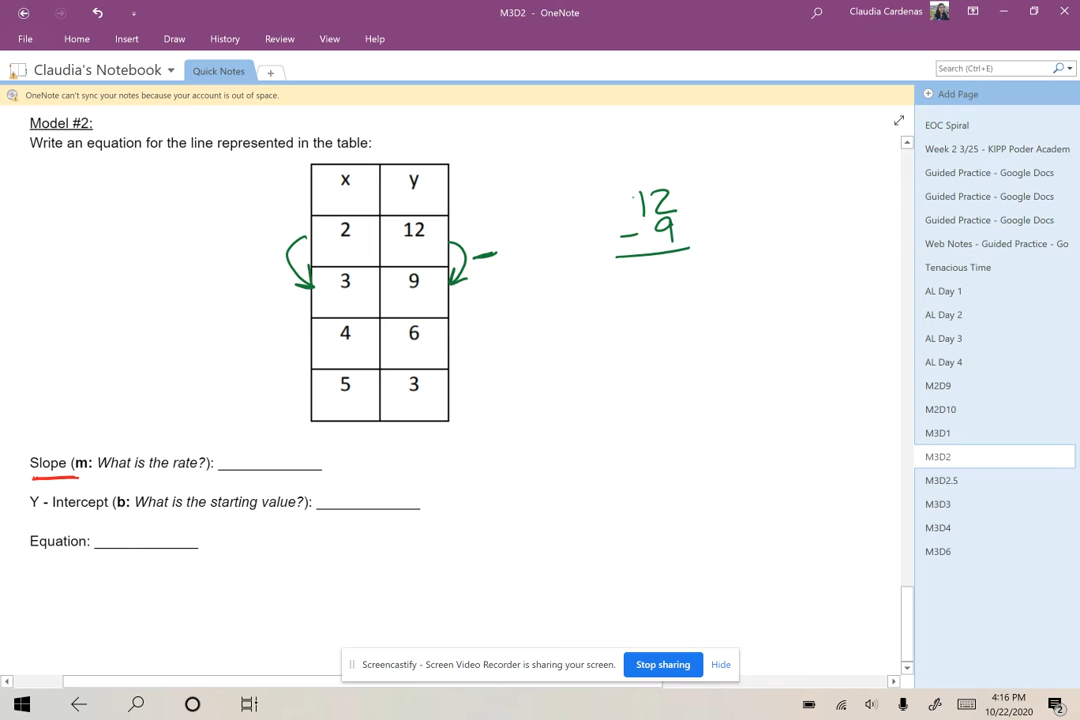 M3D2 - OneNote
Claudia Cardenas
File Home Insert Draw History Review View Help
Claudia's Notebook Quick Notes +
Search (Ctrl+E)
OneNote can't sync your notes because your account is out of space.
Add Page
Model #2:
Write an equation for the line represented in the table:
x y
2 12
3 9
4 6
5 3
-
12
- 9
Slope (m: What is the rate?): ____________
Y - Intercept (b: What is the starting value?): ____________
Equation: ____________
EOC Spiral
Week 2 3/25 - KIPP Poder Academ
Guided Practice - Google Docs
Guided Practice - Google Docs
Guided Practice - Google Docs
Web Notes - Guided Practice - Go
Tenacious Time
AL Day 1
AL Day 2
AL Day 3
AL Day 4
M2D9
M2D10
M3D1
M3D2
M3D2.5
M3D3
M3D4
M3D6
Screencastify - Screen Video Recorder is sharing your screen. Stop sharing Hide
4:16 PM
10/22/2020
2